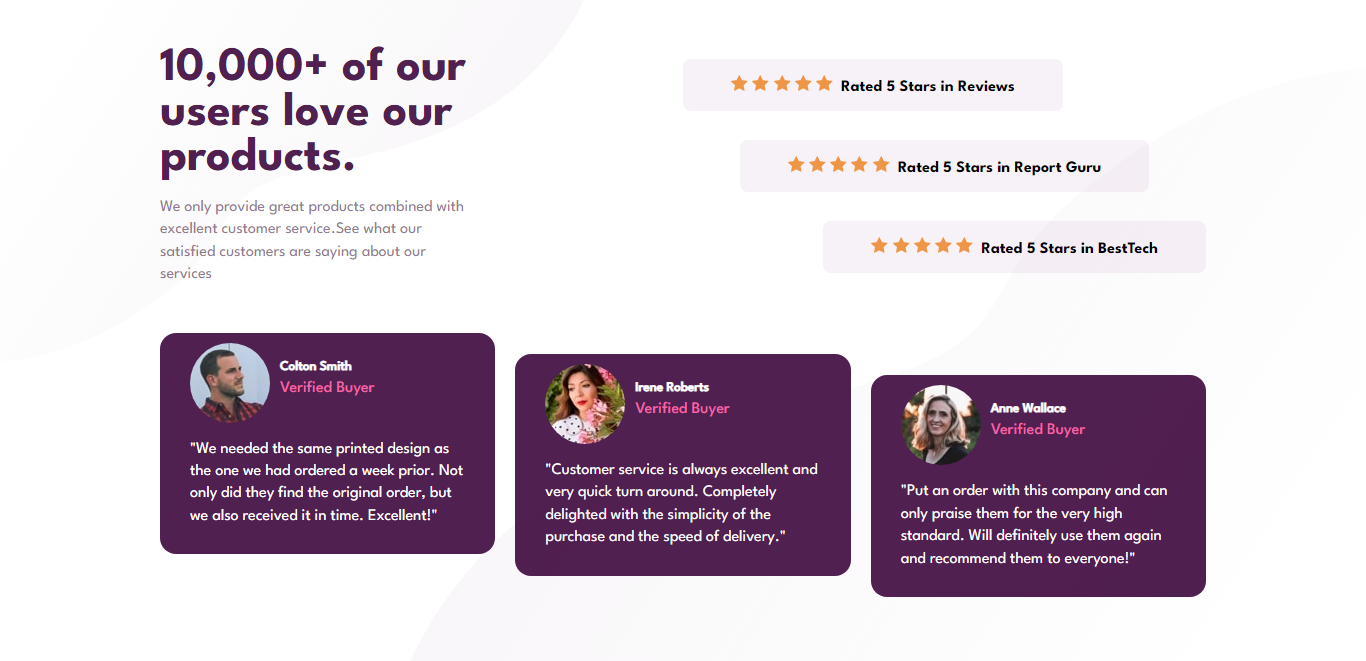 10,000+ of our
users love our
products.
We only provide great products combined with
excellent customer service.See what our
satisfied customers are saying about our
services
Rated 5 Stars in Reviews
Rated 5 Stars in Report Guru
Rated 5 Stars in BestTech
Colton Smith
Verified Buyer
"We needed the same printed design as
the one we had ordered a week prior. Not
only did they find the original order, but
we also received it in time. Excellent!"
Irene Roberts
Verified Buyer
"Customer service is always excellent and
very quick turn around. Completely
delighted with the simplicity of the
purchase and the speed of delivery."
Anne Wallace
Verified Buyer
"Put an order with this company and can
only praise them for the very high
standard. Will definitely use them again
and recommend them to everyone!"